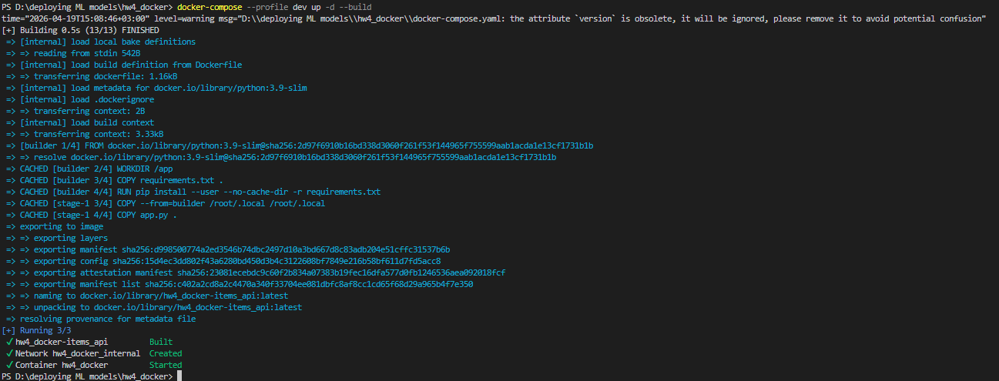 PS D:\deploying ML models\hw4_docker> docker-compose --profile dev up -d --build
time="2026-04-19T15:08:46+03:00" level=warning msg="D:\\deploying ML models\\hw4_docker\\docker-compose.yaml: the attribute `version` is obsolete, it will be ignored, please remove it to avoid potential confusion"
[+] Building 0.5s (13/13) FINISHED
=> [internal] load local bake definitions
=> => reading from stdin 542B
=> [internal] load build definition from Dockerfile
=> => transferring dockerfile: 1.16kB
=> [internal] load metadata for docker.io/library/python:3.9-slim
=> [internal] load .dockerignore
=> => transferring context: 2B
=> [internal] load build context
=> => transferring context: 3.33kB
=> [builder 1/4] FROM docker.io/library/python:3.9-slim@sha256:2d97f6910b16bd338d3060f261f53f144965f755599aab1acda1e13cf1731b1b
=> => resolve docker.io/library/python:3.9-slim@sha256:2d97f6910b16bd338d3060f261f53f144965f755599aab1acda1e13cf1731b1b
=> CACHED [builder 2/4] WORKDIR /app
=> CACHED [builder 3/4] COPY requirements.txt .
=> CACHED [builder 4/4] RUN pip install --user --no-cache-dir -r requirements.txt
=> CACHED [stage-1 3/4] COPY --from=builder /root/.local /root/.local
=> CACHED [stage-1 4/4] COPY app.py .
=> exporting to image
=> => exporting layers
=> => exporting manifest sha256:d998500774a2ed3546b74dbc2497d10a3bd667d8c83adb204e51cffc31537b6b
=> => exporting config sha256:15d4ec3dd802f43a6280bd450d3b4c3122608bf7849e216b58bf611d7fd5acc8
=> => exporting attestation manifest sha256:23081ecebdc9c60f2b834a07383b19fec16dfa577d0fb1246536aea092018fcf
=> => exporting manifest list sha256:c402a2cd8a2c4470a340f33704ee081dbfc8af8cc1cd65f68d29a965b4f7e350
=> => naming to docker.io/library/hw4_docker-items_api:latest
=> => unpacking to docker.io/library/hw4_docker-items_api:latest
=> resolving provenance for metadata file
[+] Running 3/3
✔ hw4_docker-items_api Built
✔ Network hw4_docker_internal Created
✔ Container hw4_docker Started
PS D:\deploying ML models\hw4_docker>